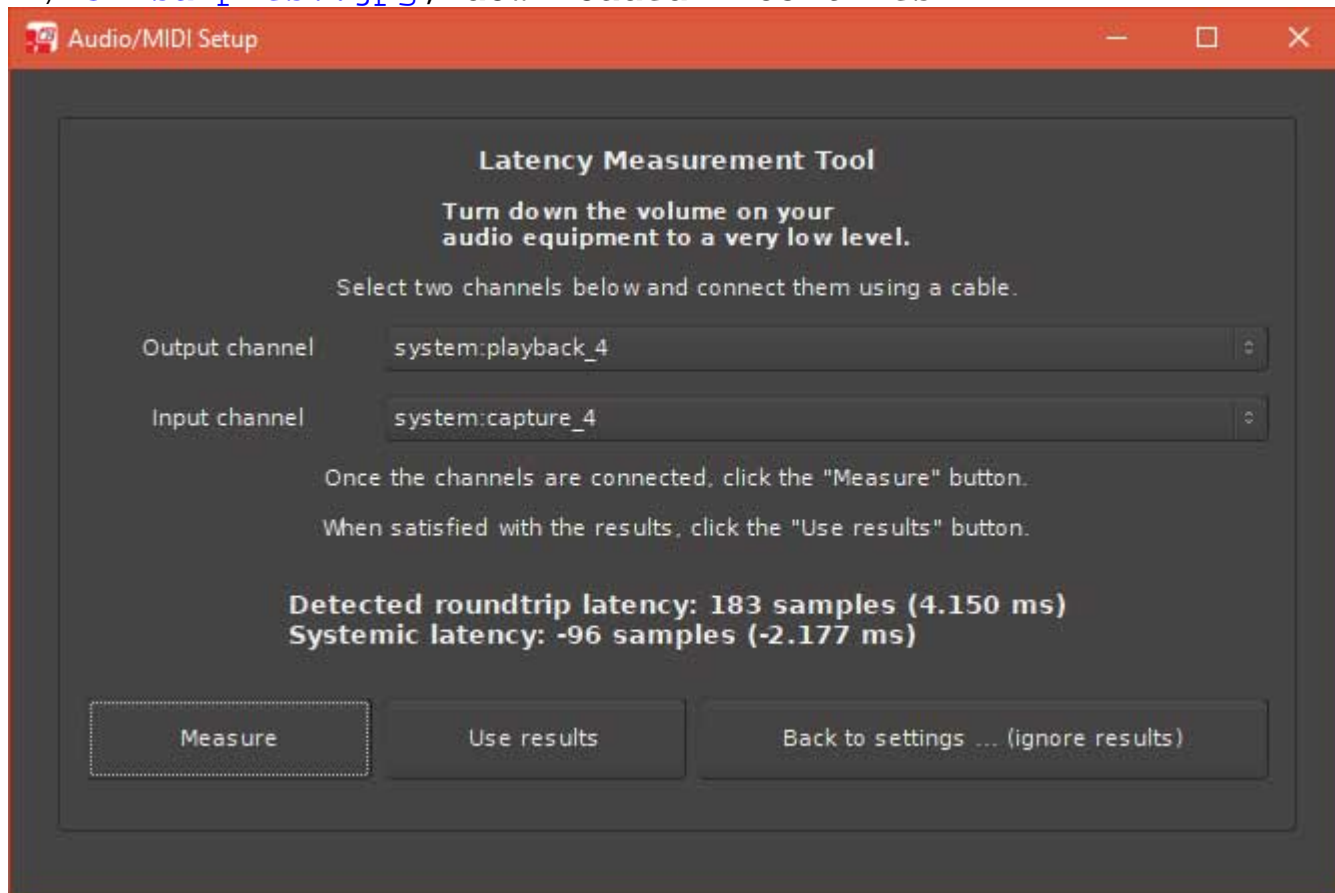 Audio/MIDI Setup
Latency Measurement Tool
Turn down the volume on your
audio equipment to a very low level.
Select two channels below and connect them using a cable.
Output channel system:playback_4
Input channel system:capture_4
Once the channels are connected, click the "Measure" button.
When satisfied with the results, click the "Use results" button.
Detected roundtrip latency: 183 samples (4.150 ms)
Systemic latency: -96 samples (-2.177 ms)
Measure Use results Back to settings ... (ignore results)